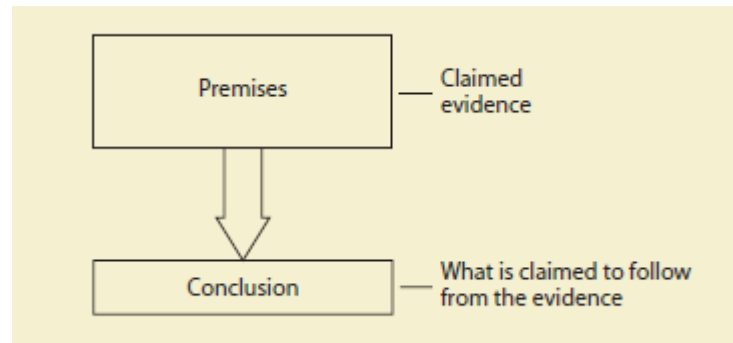 Premises
Claimed
evidence
Conclusion
What is claimed to follow
from the evidence